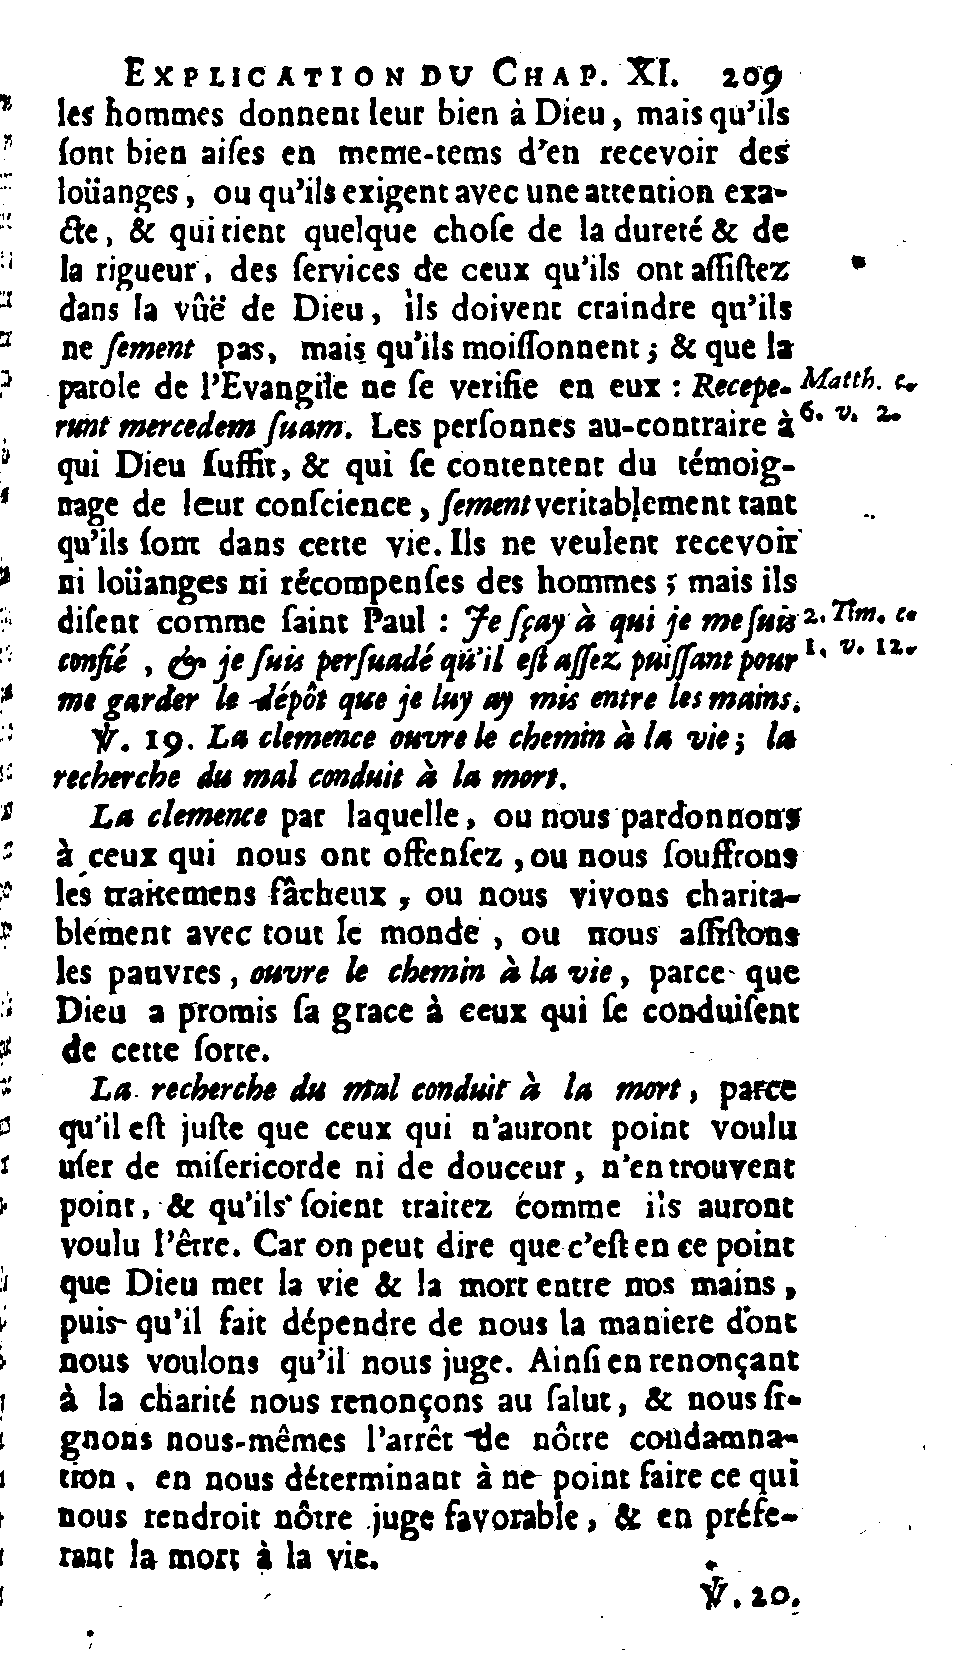 EXPLICATION DU CHAP. XI. 209
les hommes donnent leur bien à Dieu, mais qu'ils
ſont bien aiſes en meme-tems d'en recevoir des
loüanges, ou qu'ils exigent avec une attention exa-
cte, & qui tient quelque choſe de la dureté & de
la rigueur, des ſervices de ceux qu'ils ont aſſiſtez
dans la vûë de Dieu, ils doivent craindre qu'ils
ne ſement pas, mais qu'ils moiſſonnent; & que la
parole de l'Evangile ne ſe verifie en eux : Recepe- Matth. c.
runt mercedem ſuam. Les perſonnes au-contraire à 6. v. 2.
qui Dieu ſuffit, & qui ſe contentent du témoig-
nage de leur conſcience, ſement veritablement tant
qu'ils ſont dans cette vie. Ils ne veulent recevoir
ni loüanges ni récompenſes des hommes; mais ils
diſent comme ſaint Paul : Je ſçay à qui je me ſuis 2. Tim. c.
confié, & je ſuis perſuadé qu'il eſt aſſez puiſſant pour 1. v. 12.
me garder le dépôt que je luy ay mis entre les mains.
℣. 19. La clemence ouvre le chemin à la vie; la
recherche du mal conduit à la mort.
La clemence par laquelle, ou nous pardonnons
à ceux qui nous ont offenſez, ou nous ſouffrons
les traitemens fâcheux, ou nous vivons charita-
blement avec tout le monde, ou nous aſſiſtons
les pauvres, ouvre le chemin à la vie, parce que
Dieu a promis ſa grace à ceux qui ſe conduiſent
de cette ſorte.
La recherche du mal conduit à la mort, parce
qu'il eſt juſte que ceux qui n'auront point voulu
uſer de miſericorde ni de douceur, n'en trouvent
point, & qu'ils ſoient traitez comme ils auront
voulu l'être. Car on peut dire que c'eſt en ce point
que Dieu met la vie & la mort entre nos mains,
puis-qu'il fait dépendre de nous la maniere dont
nous voulons qu'il nous juge. Ainſi en renonçant
à la charité nous renonçons au ſalut, & nous ſi-
gnons nous-mêmes l'arrêt de nôtre condamna-
tion, en nous déterminant à ne point faire ce qui
nous rendroit nôtre juge favorable, & en préfe-
rant la mort à la vie.
℣. 20.